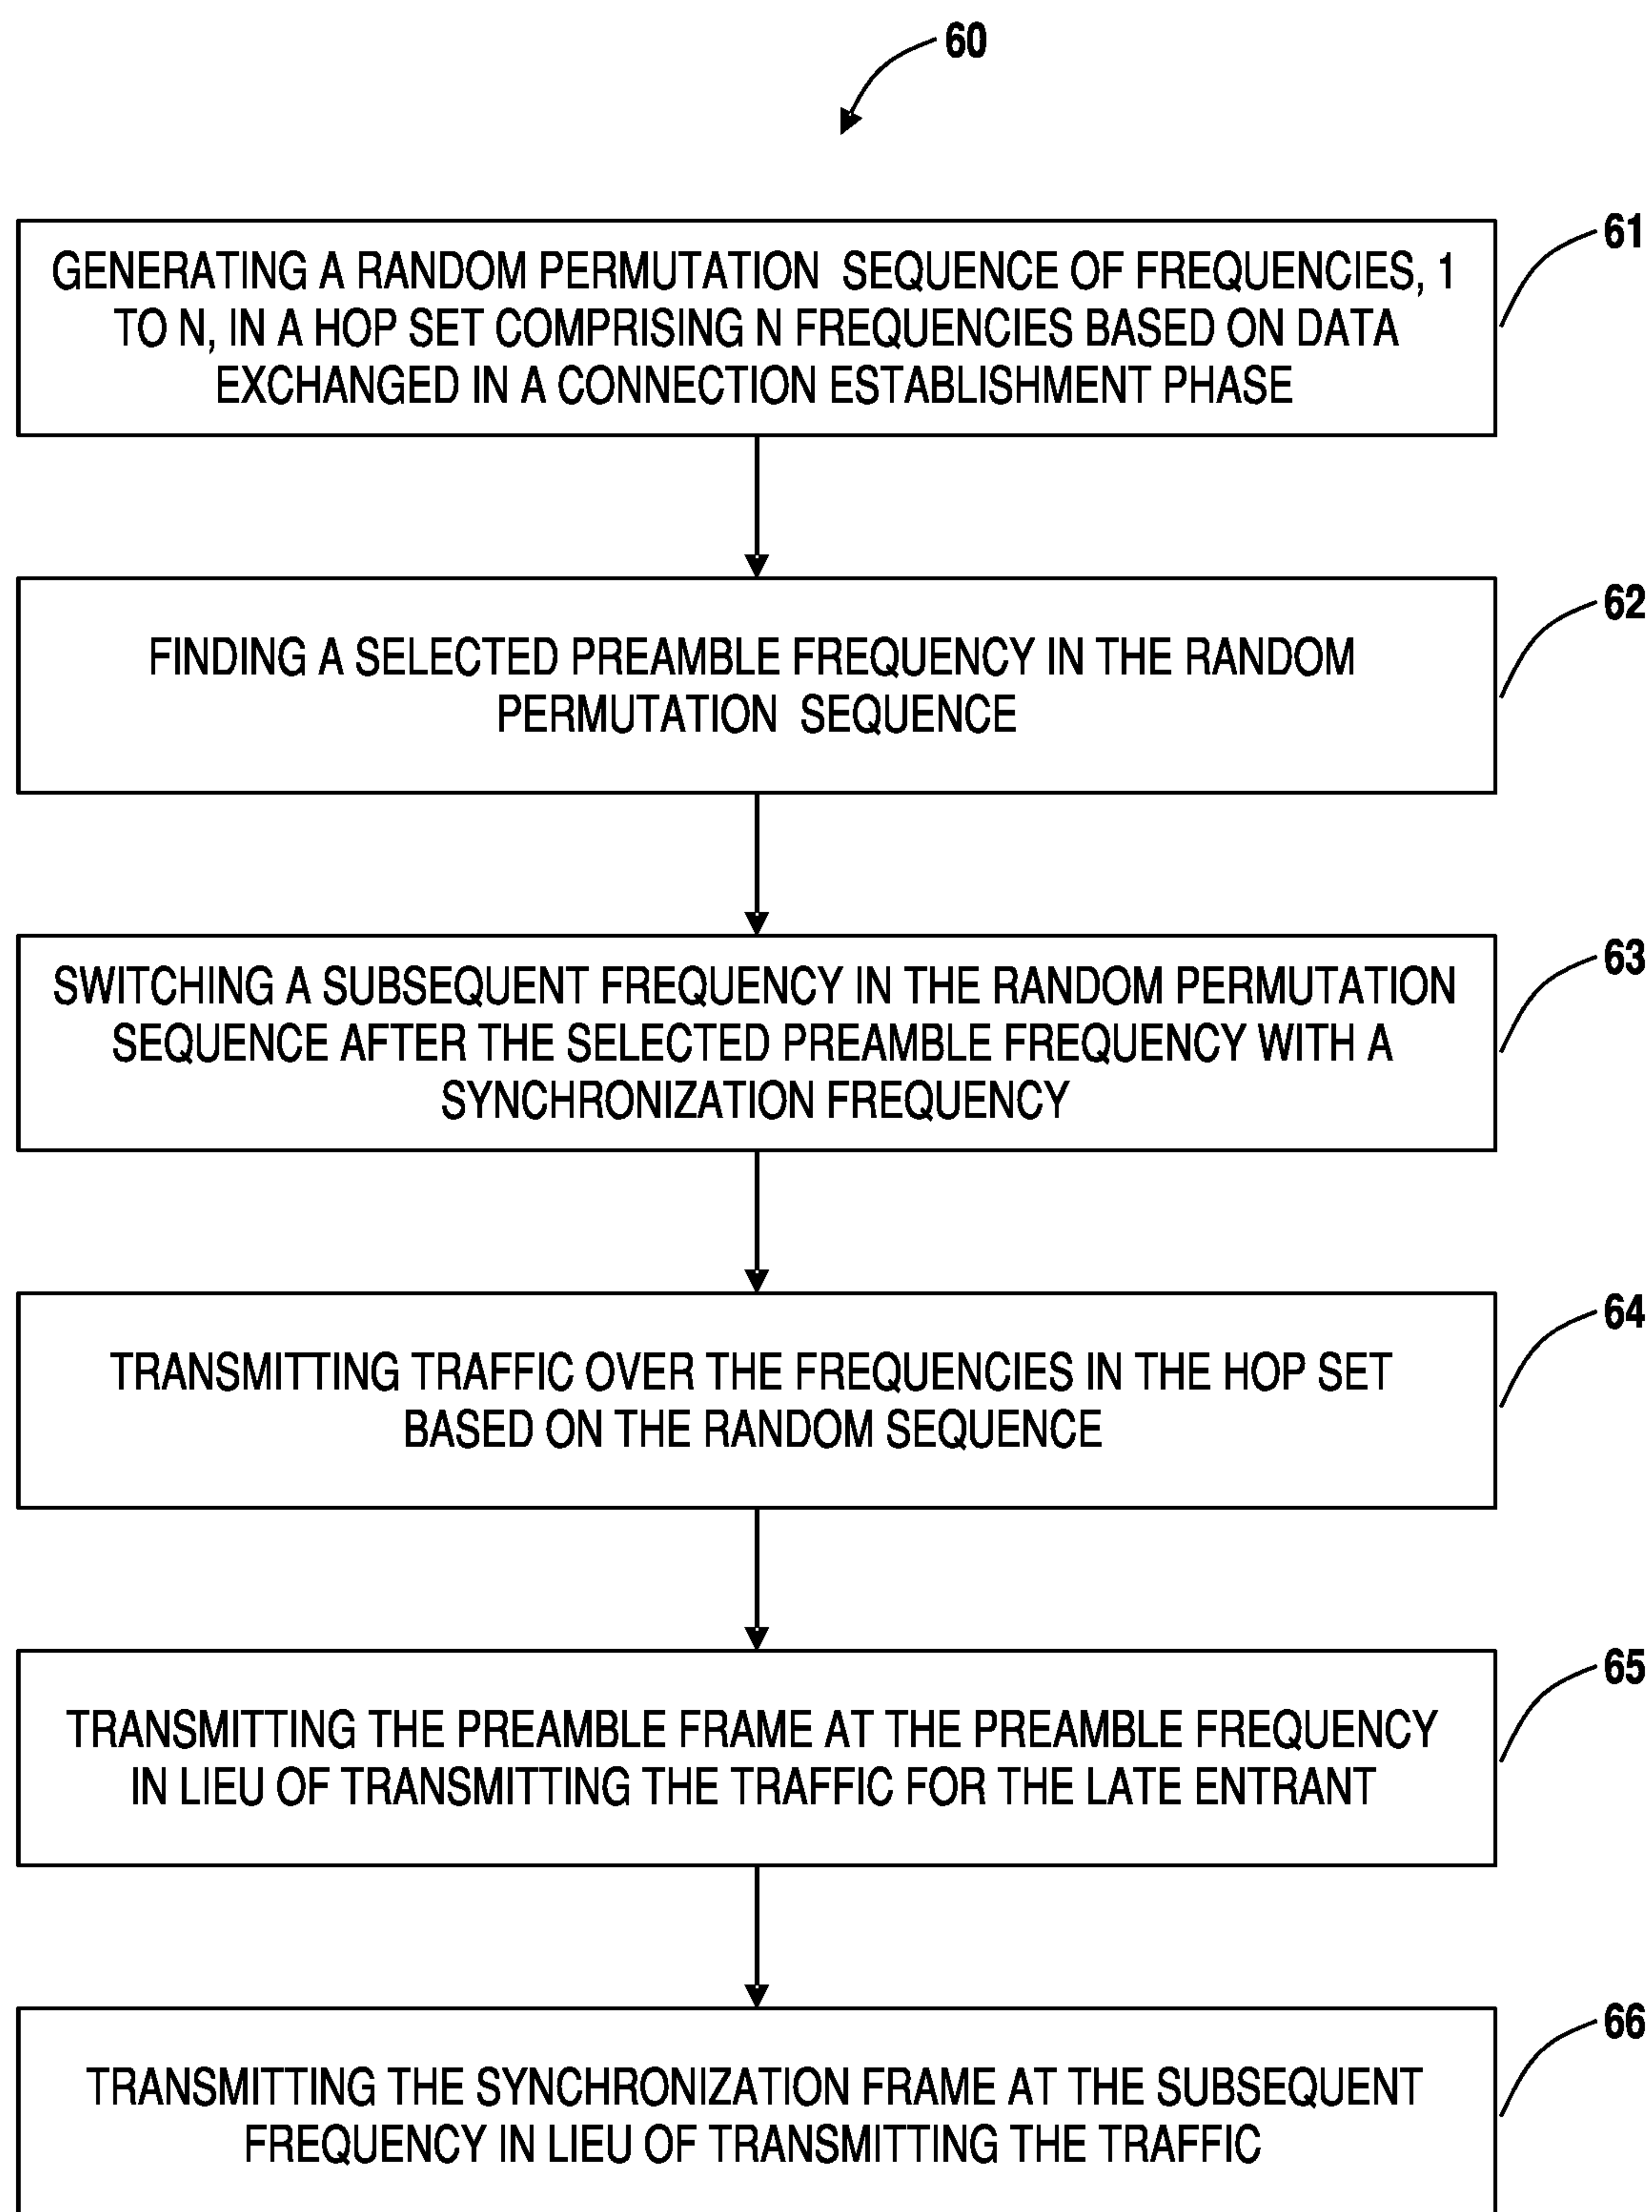 60
61
GENERATING A RANDOM PERMUTATION SEQUENCE OF FREQUENCIES, 1
TO N, IN A HOP SET COMPRISING N FREQUENCIES BASED ON DATA
EXCHANGED IN A CONNECTION ESTABLISHMENT PHASE
62
FINDING A SELECTED PREAMBLE FREQUENCY IN THE RANDOM
PERMUTATION SEQUENCE
63
SWITCHING A SUBSEQUENT FREQUENCY IN THE RANDOM PERMUTATION
SEQUENCE AFTER THE SELECTED PREAMBLE FREQUENCY WITH A
SYNCHRONIZATION FREQUENCY
64
TRANSMITTING TRAFFIC OVER THE FREQUENCIES IN THE HOP SET
BASED ON THE RANDOM SEQUENCE
65
TRANSMITTING THE PREAMBLE FRAME AT THE PREAMBLE FREQUENCY
IN LIEU OF TRANSMITTING THE TRAFFIC FOR THE LATE ENTRANT
66
TRANSMITTING THE SYNCHRONIZATION FRAME AT THE SUBSEQUENT
FREQUENCY IN LIEU OF TRANSMITTING THE TRAFFIC